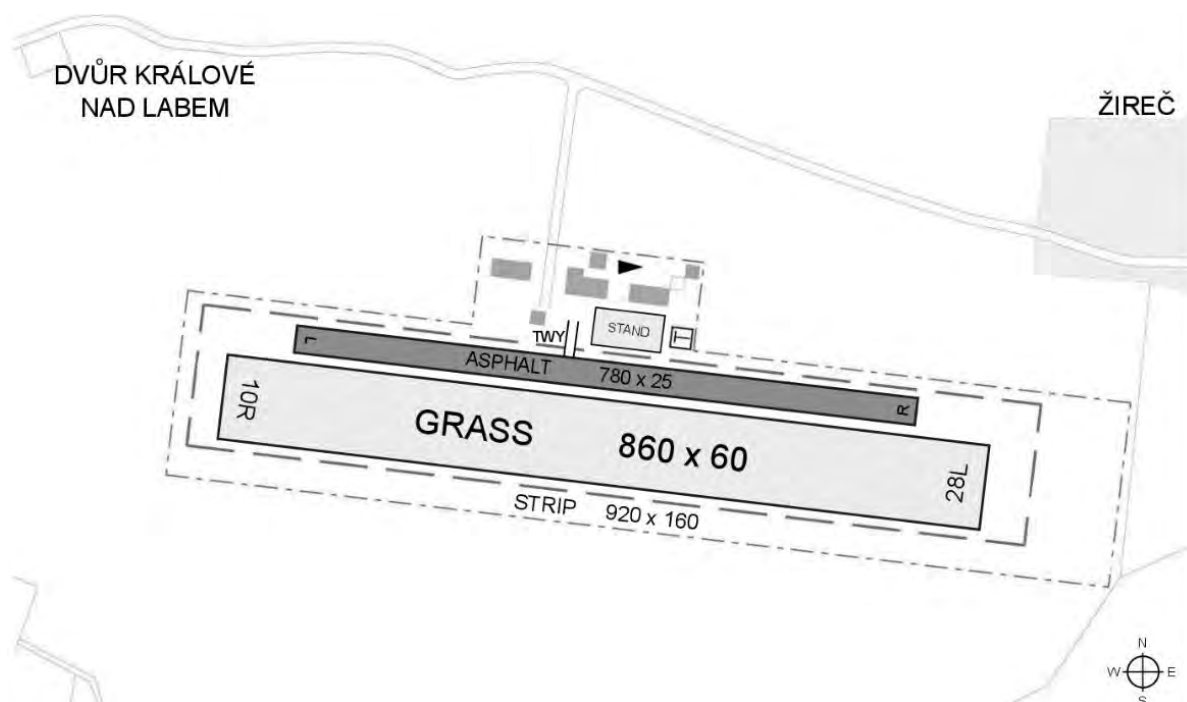 DVŮR KRÁLOVÉ
NAD LABEM
ŽIREČ
TWY
STAND
T
L
ASPHALT 780 x 25
R
10R
GRASS 860 x 60
28L
STRIP 920 x 160
N
W E
S